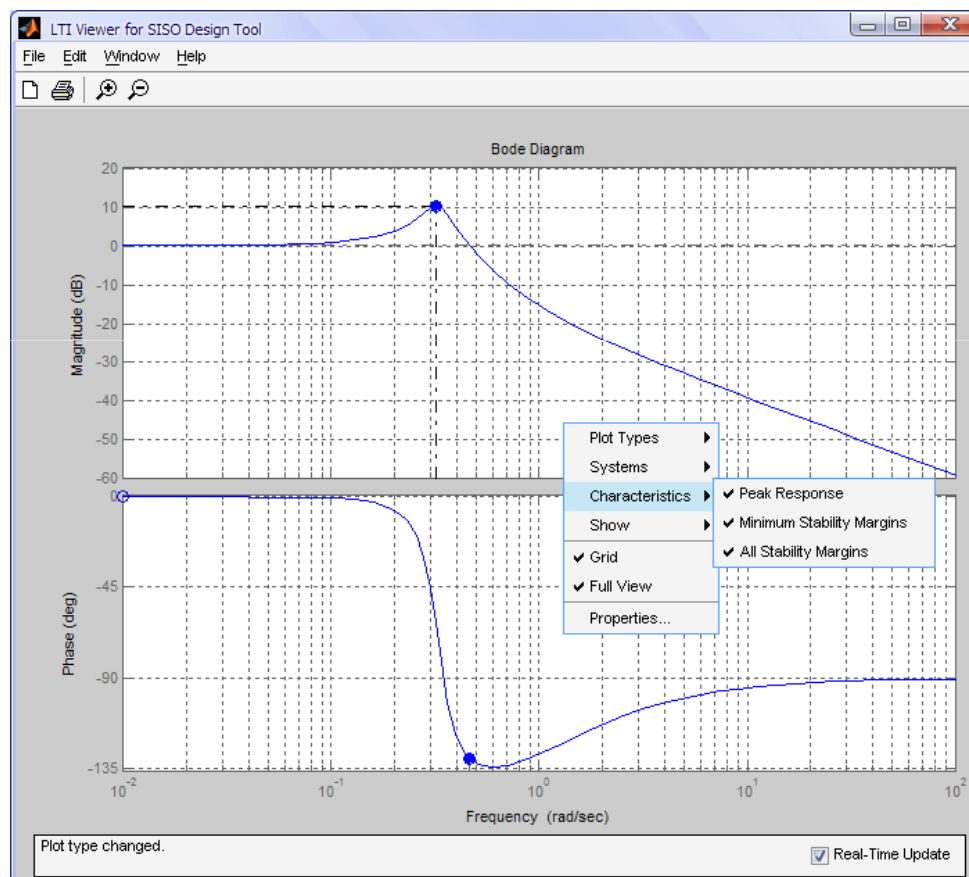 LTI Viewer for SISO Design Tool
File Edit Window Help
Bode Diagram
Magnitude (dB)
20
10
0
-10
-20
-30
-40
-50
-60
Plot Types
Systems
Characteristics
Show
Grid
Full View
Properties...
Peak Response
Minimum Stability Margins
All Stability Margins
Phase (deg)
0
-45
-90
-135
10^-2 10^-1 10^0 10^1 10^2
Frequency (rad/sec)
Plot type changed.
Real-Time Update